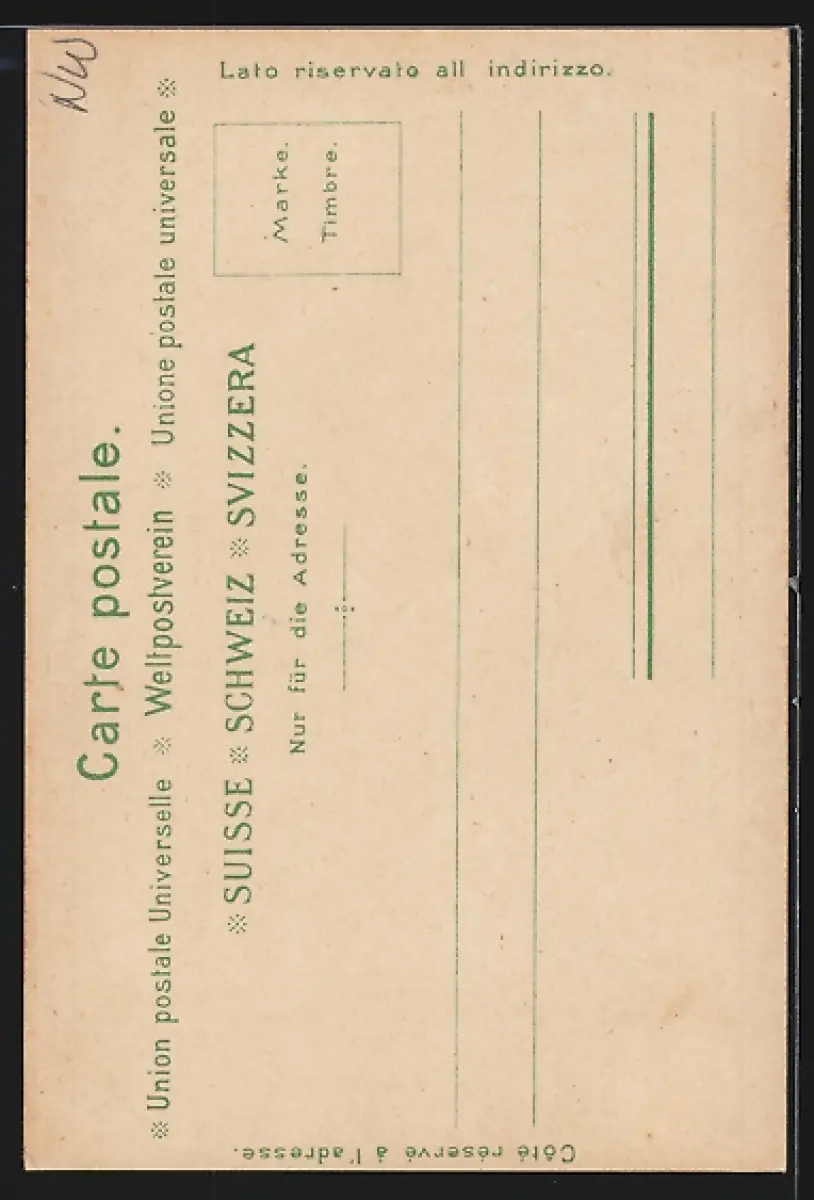 NW
Carte postale.
※ Union postale Universelle ※ Weltpostverein ※ Unione postale universale ※
※ SUISSE ※ SCHWEIZ ※ SVIZZERA
Nur für die Adresse.
Marke.
Timbre.
Lato riservato all indirizzo.
Côté réservé à l'adresse.